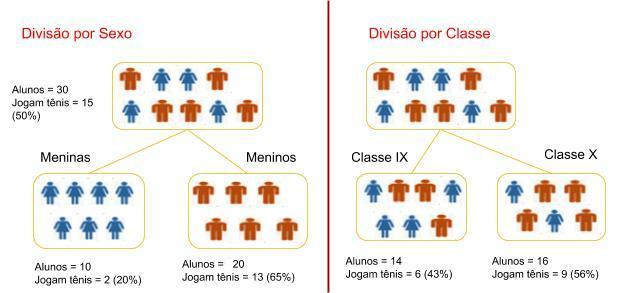 Divisão por Sexo
Alunos = 30
Jogam tênis = 15
(50%)
Meninas
Meninos
Alunos = 10
Jogam tênis = 2 (20%)
Alunos = 20
Jogam tênis = 13 (65%)
Divisão por Classe
Classe IX
Classe X
Alunos = 14
Jogam tênis = 6 (43%)
Alunos = 16
Jogam tênis = 9 (56%)